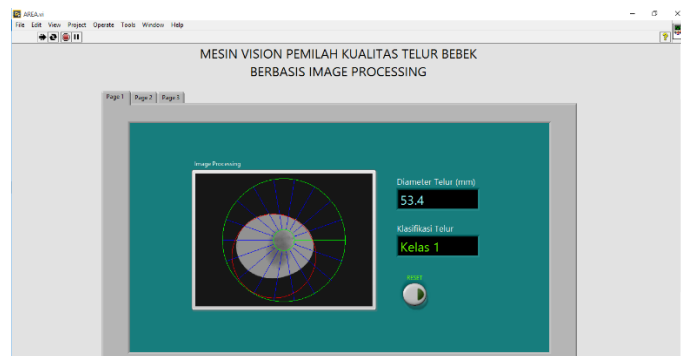 AREA.vi
File Edit View Project Operate Tools Window Help
MESIN VISION PEMILAH KUALITAS TELUR BEBEK
BERBASIS IMAGE PROCESSING
Page 1 Page 2 Page 3
Image Processing
Diameter Telur (mm)
53.4
Klasifikasi Telur
Kelas 1
RESET